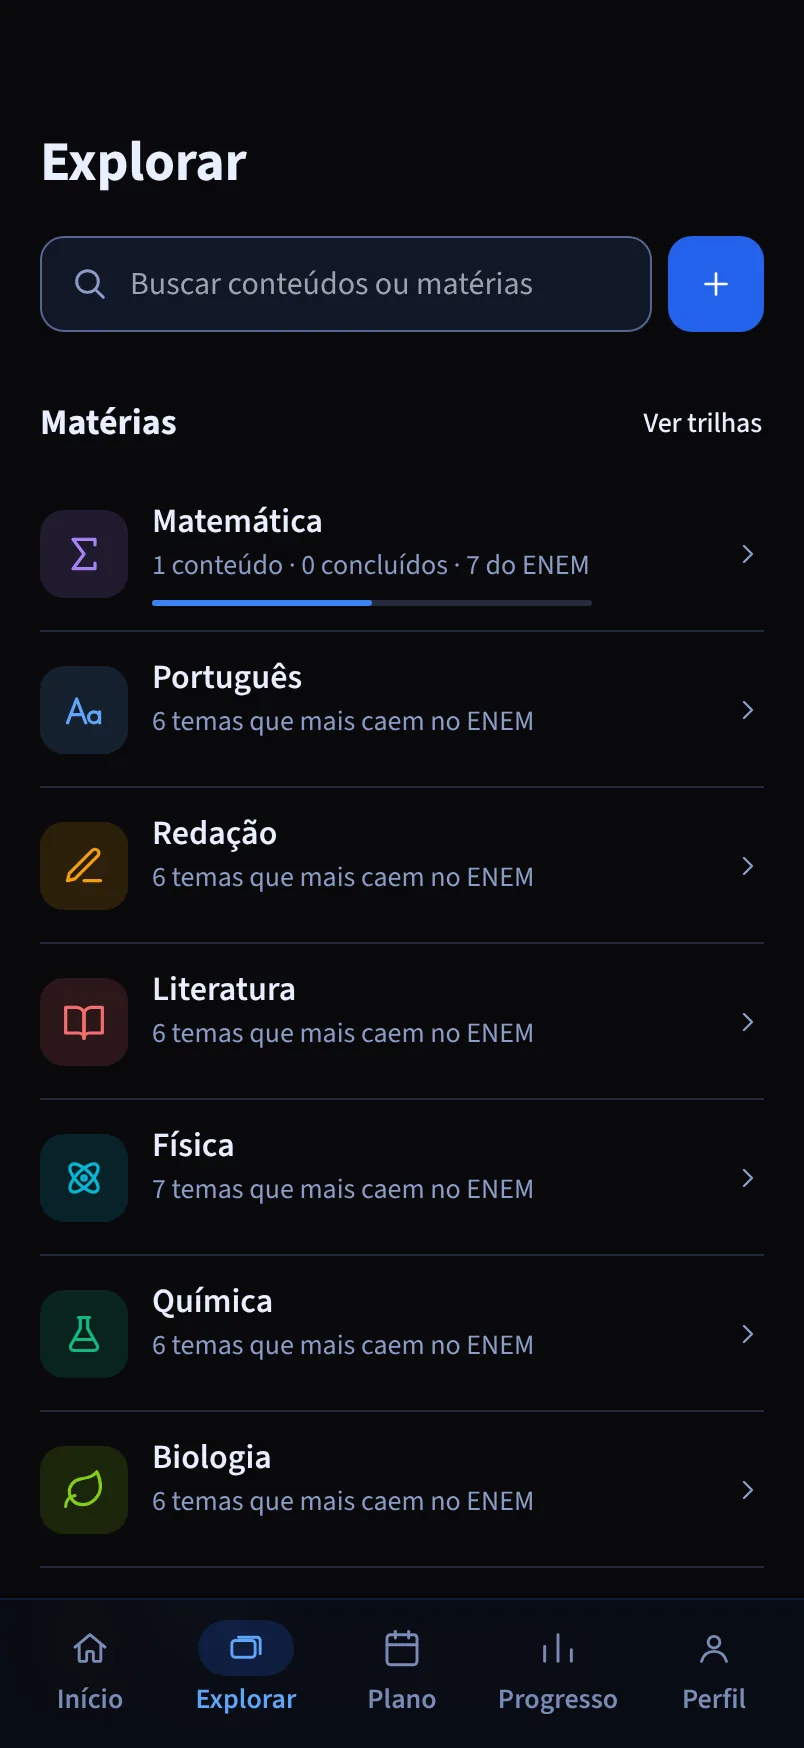 Explorar
Buscar conteúdos ou matérias
Matérias
Ver trilhas
Matemática
1 conteúdo · 0 concluídos · 7 do ENEM
Português
6 temas que mais caem no ENEM
Redação
6 temas que mais caem no ENEM
Literatura
6 temas que mais caem no ENEM
Física
7 temas que mais caem no ENEM
Química
6 temas que mais caem no ENEM
Biologia
6 temas que mais caem no ENEM
Início
Explorar
Plano
Progresso
Perfil